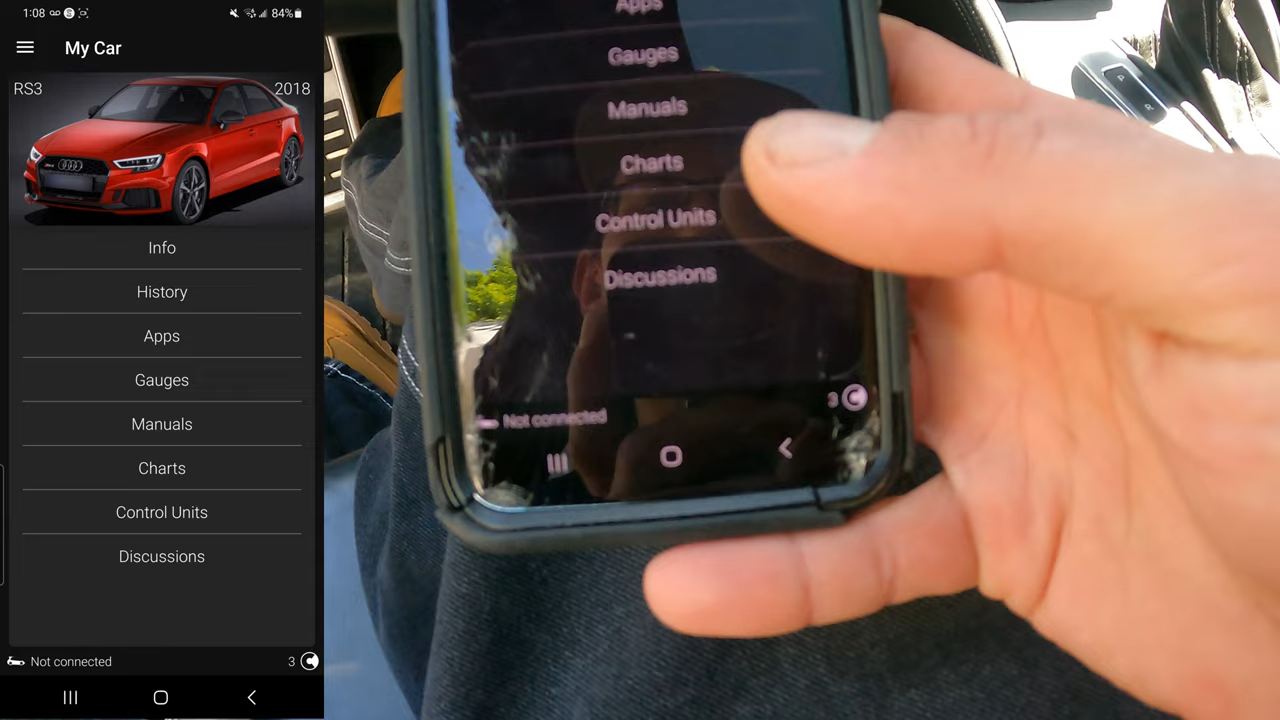 1:08
84%
My Car
RS3
2018
Info
History
Apps
Gauges
Manuals
Charts
Control Units
Discussions
Not connected
3
Apps
Gauges
Manuals
Charts
Control Units
Discussions
Not connected
3
P